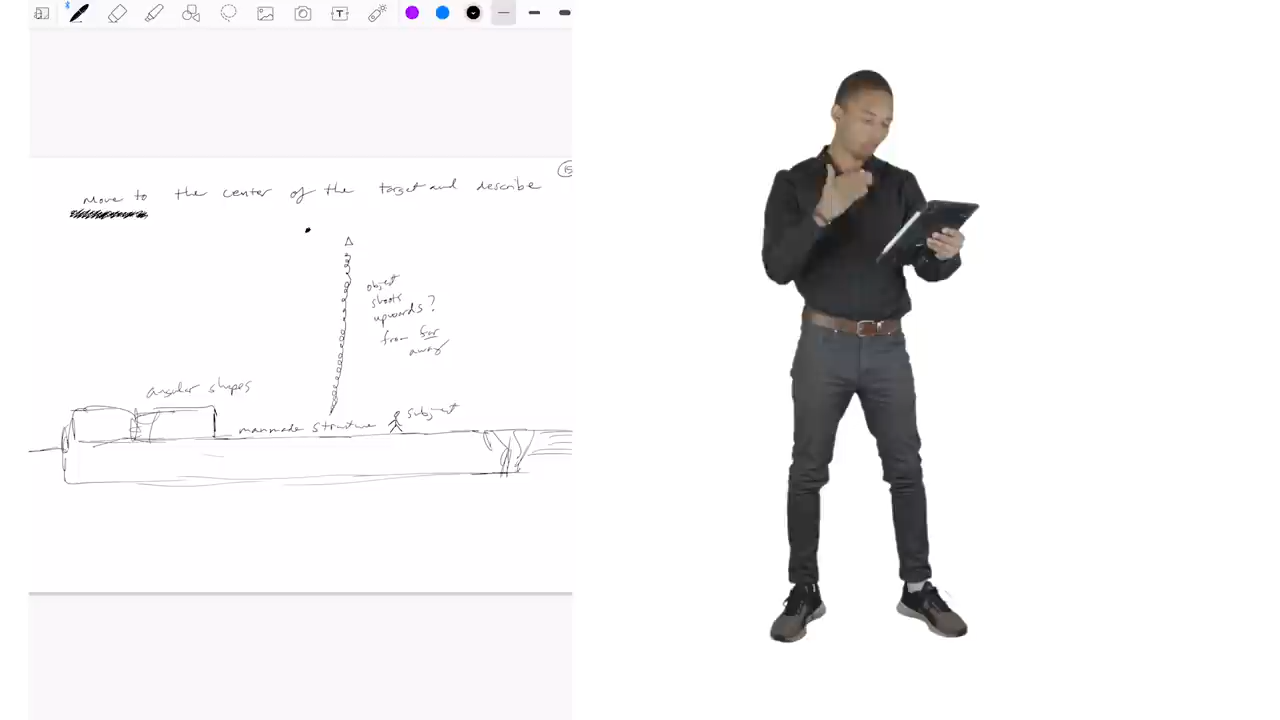 15
move to the center of the target and describe
object
shoots
upwards?
from far
away
angular shapes
subject
manmade structure
T